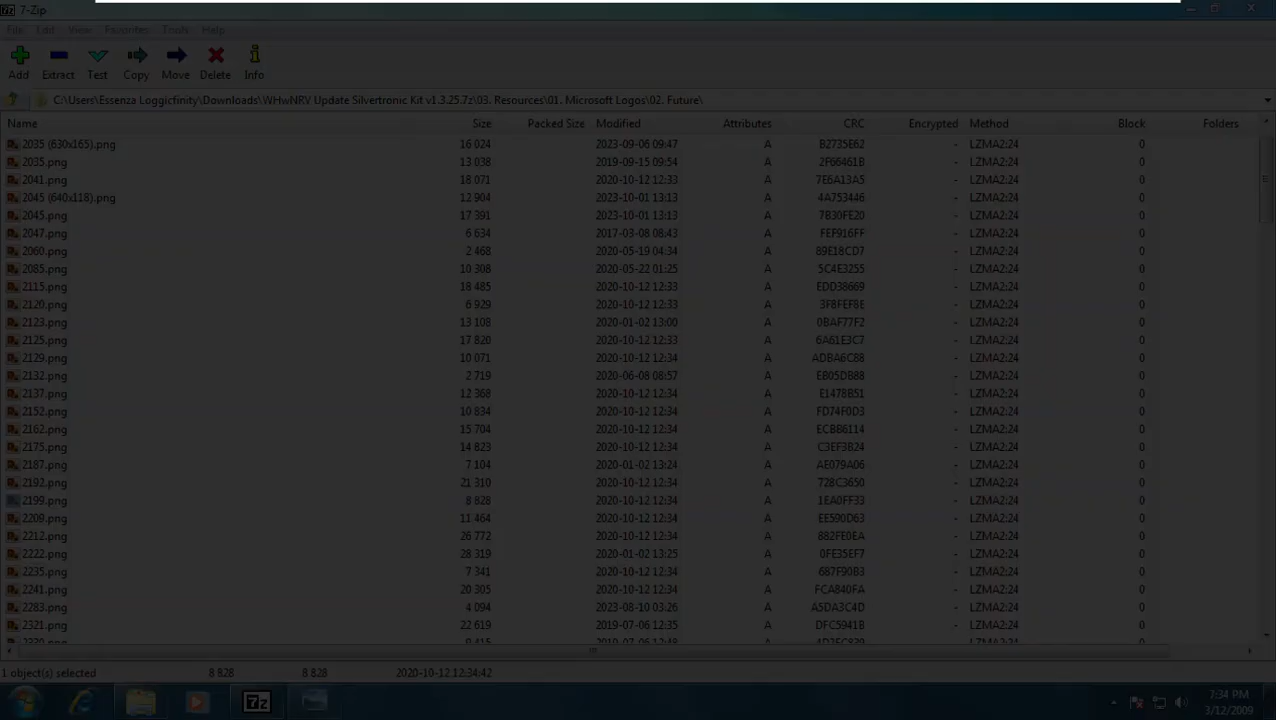 7-Zip
File Edit View Favorites Tools Help
Add Extract Test Copy Move Delete Info
C:\Users\Essenza Loggicfinity\Downloads\WHwNRV Update Silvertronic Kit v1.3.25.7z\03. Resources\01. Microsoft Logos\02. Future\
Name Size Packed Size Modified Attributes CRC Encrypted Method Block Folders
2035 (630x165).png 16 024 2023-09-06 09:47 A B2735E62 - LZMA2:24 0
2035.png 13 038 2019-09-15 09:54 A 2F66461B - LZMA2:24 0
2041.png 18 071 2020-10-12 12:33 A 7E6A13A5 - LZMA2:24 0
2045 (640x118).png 12 904 2023-10-01 13:13 A 4A753446 - LZMA2:24 0
2045.png 17 391 2023-10-01 13:13 A 7830FE20 - LZMA2:24 0
2047.png 6 634 2017-03-08 08:43 A FEF916FF - LZMA2:24 0
2060.png 2 468 2020-05-19 04:34 A 89E18CD7 - LZMA2:24 0
2085.png 10 308 2020-05-22 01:25 A 5C4E3255 - LZMA2:24 0
2115.png 18 485 2020-10-12 12:33 A EDD38669 - LZMA2:24 0
2120.png 6 929 2020-10-12 12:33 A 3F8FEF8E - LZMA2:24 0
2123.png 13 108 2020-01-02 13:00 A 0BAF77F2 - LZMA2:24 0
2125.png 17 820 2020-10-12 12:33 A 6A61E3C7 - LZMA2:24 0
2129.png 10 071 2020-10-12 12:34 A ADBA6C88 - LZMA2:24 0
2132.png 2 719 2020-06-08 08:57 A EB05DB88 - LZMA2:24 0
2137.png 12 368 2020-10-12 12:34 A E1478B51 - LZMA2:24 0
2152.png 10 834 2020-10-12 12:34 A FD74F0D3 - LZMA2:24 0
2162.png 15 704 2020-10-12 12:34 A ECBB6114 - LZMA2:24 0
2175.png 14 823 2020-10-12 12:34 A C3EF3B24 - LZMA2:24 0
2187.png 7 104 2020-01-02 13:24 A AE079A06 - LZMA2:24 0
2192.png 21 310 2020-10-12 12:34 A 728C3650 - LZMA2:24 0
2199.png 8 828 2020-10-12 12:34 A 1EA0FF33 - LZMA2:24 0
2209.png 11 464 2020-10-12 12:34 A EE590D63 - LZMA2:24 0
2212.png 26 772 2020-10-12 12:34 A 882FE0EA - LZMA2:24 0
2222.png 28 319 2020-01-02 13:25 A 0FE35EF7 - LZMA2:24 0
2235.png 7 341 2020-10-12 12:34 A 687F90B3 - LZMA2:24 0
2241.png 20 305 2020-10-12 12:34 A FCA840FA - LZMA2:24 0
2283.png 4 094 2023-08-10 03:26 A A5DA3C4D - LZMA2:24 0
2321.png 22 619 2019-07-06 12:35 A DFC5941B - LZMA2:24 0
1 object(s) selected 8 828 8 828 2020-10-12 12:34:42
7z
7:34 PM
3/12/2009